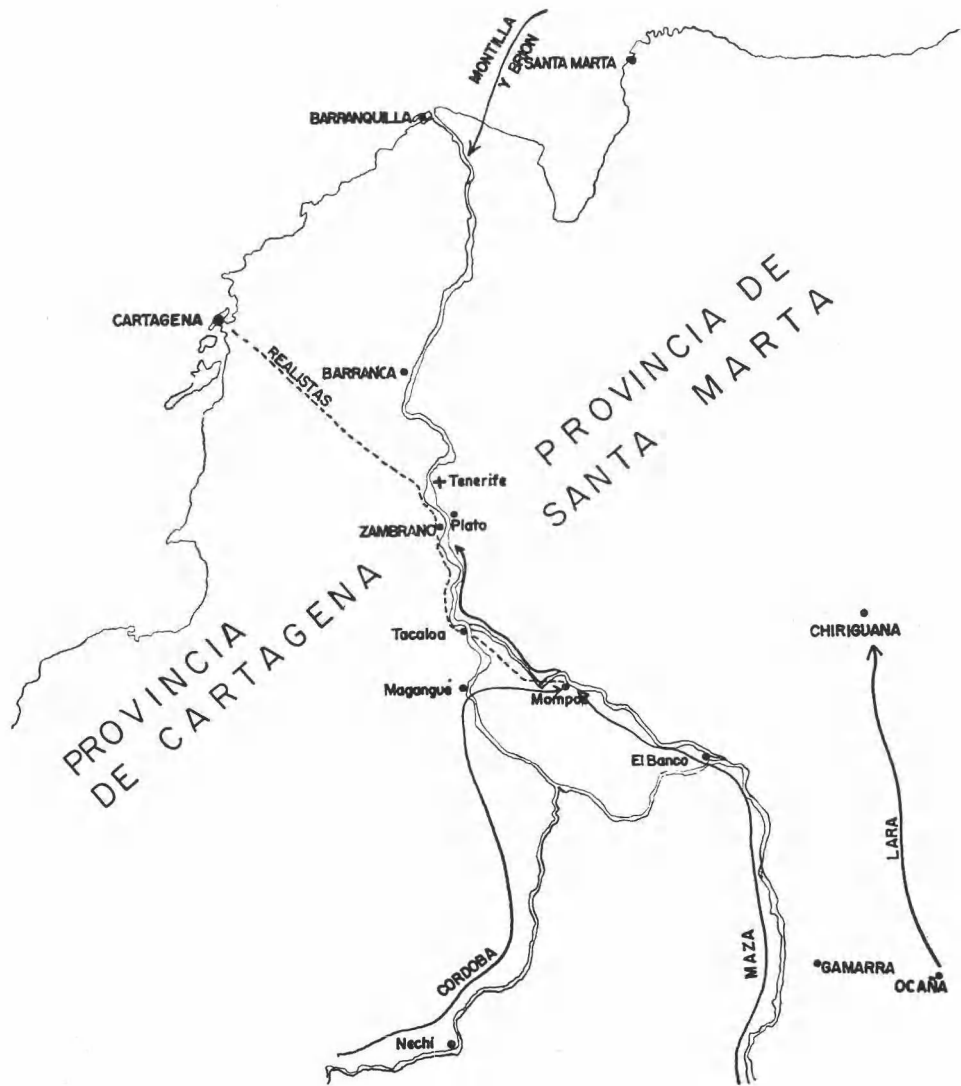 MONTILLA
Y BRION
SANTA MARTA
BARRANQUILLA
CARTAGENA
REALISTAS
BARRANCA
PROVINCIA DE
SANTA MARTA
Tenerife
Plato
ZAMBRANO
PROVINCIA
DE CARTAGENA
Tacaloa
CHIRIGUANA
Magangué
Mompox
El Banco
LARA
CORDOBA
MAZA
GAMARRA
OCAÑA
Nechí